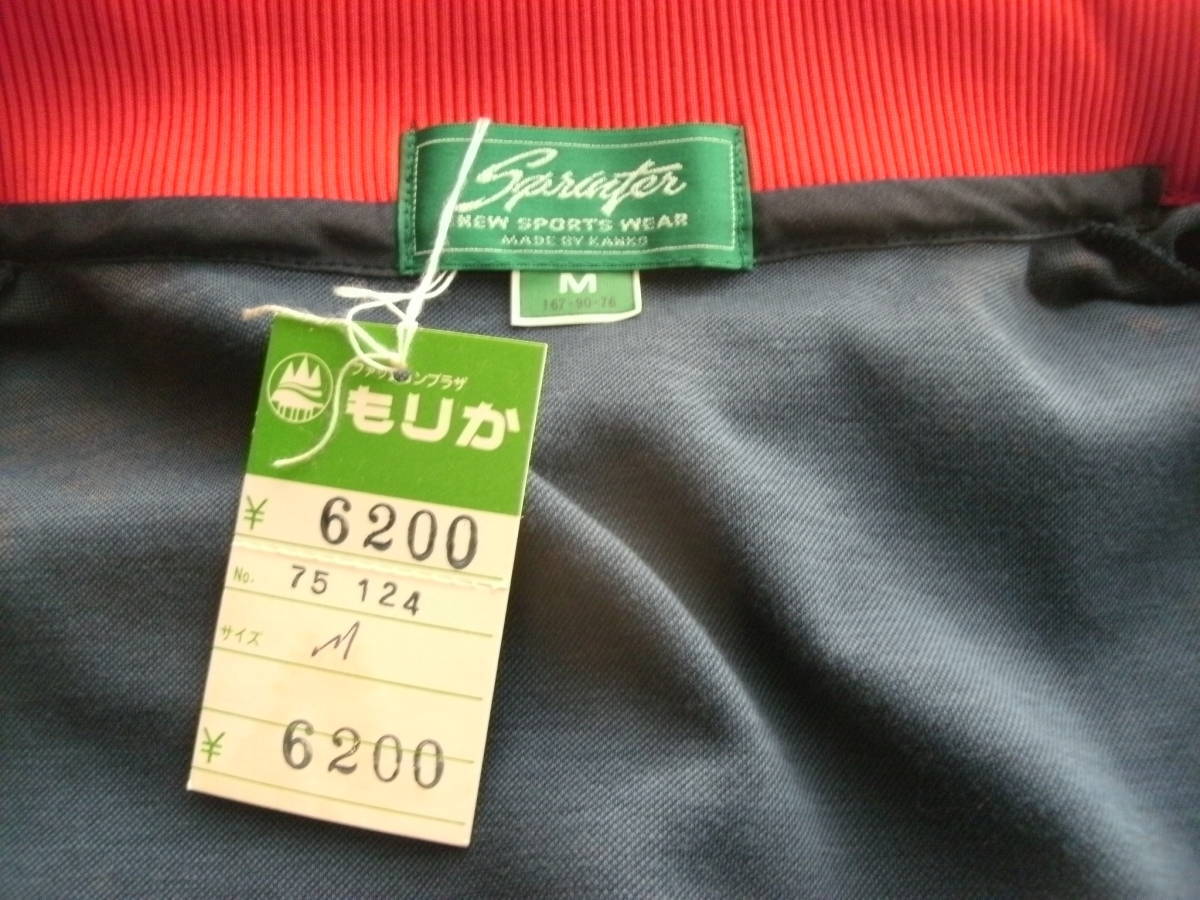 Sprinter
NEW SPORTS WEAR
MADE BY KANKO
M
167-90-76
ファッションプラザ
もりか
¥ 6200
No. 75 124
サイズ M
¥ 6200